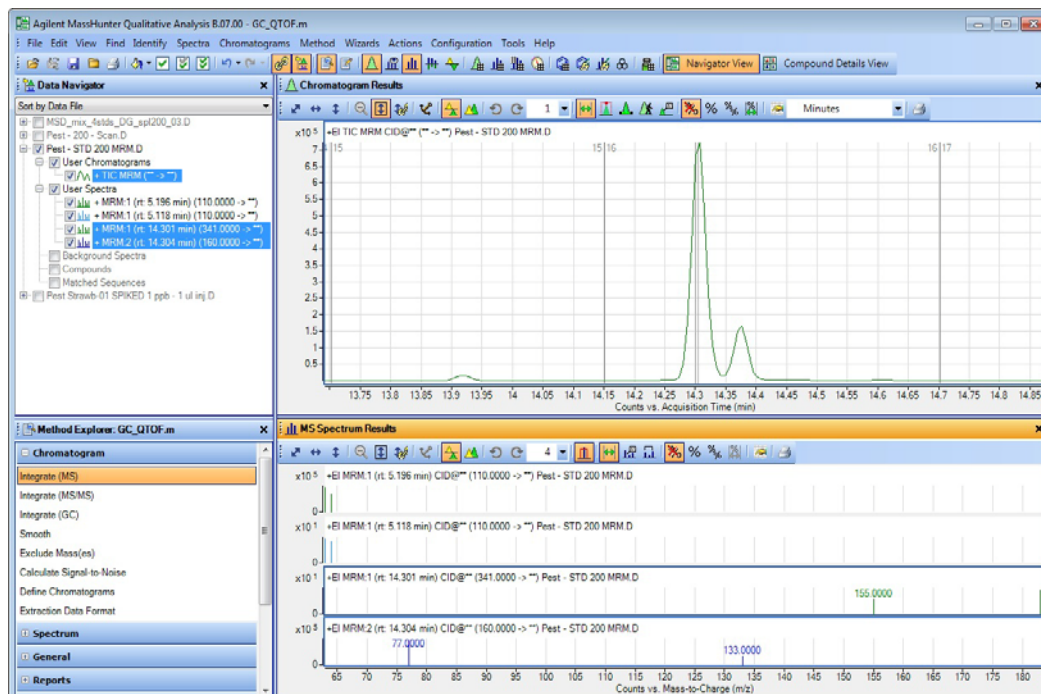 Agilent MassHunter Qualitative Analysis B.07.00 - GC_QTOF.m
File Edit View Find Identify Spectra Chromatograms Method Wizards Actions Configuration Tools Help
Navigator View Compound Details View
Data Navigator
Sort by Data File
MSD_mix_4stds_DG_spl200_03.D
Pest - 200 - Scan.D
Pest - STD 200 MRM.D
User Chromatograms
+ TIC MRM (** -> **)
User Spectra
+ MRM:1 (rt: 5.196 min) (110.0000 -> **)
+ MRM:1 (rt: 5.118 min) (110.0000 -> **)
+ MRM:1 (rt: 14.301 min) (341.0000 -> **)
+ MRM:2 (rt: 14.304 min) (160.0000 -> **)
Background Spectra
Compounds
Matched Sequences
Pest Strawb-01 SPIKED 1 ppb - 1 ul inj.D
Chromatogram Results
1 % Minutes
x10 5 +EI TIC MRM CID@** (** -> **) Pest - STD 200 MRM.D
15 15 16 16 17
7
6.5
6
5.5
5
4.5
4
3.5
3
2.5
2
1.5
1
0.5
13.75 13.8 13.85 13.9 13.95 14 14.05 14.1 14.15 14.2 14.25 14.3 14.35 14.4 14.45 14.5 14.55 14.6 14.65 14.7 14.75 14.8 14.85
Counts vs. Acquisition Time (min)
Method Explorer: GC_QTOF.m
Chromatogram
Integrate (MS)
Integrate (MS/MS)
Integrate (GC)
Smooth
Exclude Mass(es)
Calculate Signal-to-Noise
Define Chromatograms
Extraction Data Format
Spectrum
General
Reports
MS Spectrum Results
4 %
x10 5 +EI MRM:1 (rt: 5.196 min) CID@** (110.0000 -> **) Pest - STD 200 MRM.D
0
x10 1 +EI MRM:1 (rt: 5.118 min) CID@** (110.0000 -> **) Pest - STD 200 MRM.D
0
x10 1 +EI MRM:1 (rt: 14.301 min) CID@** (341.0000 -> **) Pest - STD 200 MRM.D
155.0000
0
+EI MRM:2 (rt: 14.304 min) CID@** (160.0000 -> **) Pest - STD 200 MRM.D
77.0000 133.0000
0
65 70 75 80 85 90 95 100 105 110 115 120 125 130 135 140 145 150 155 160 165 170 175 180
Counts vs. Mass-to-Charge (m/z)